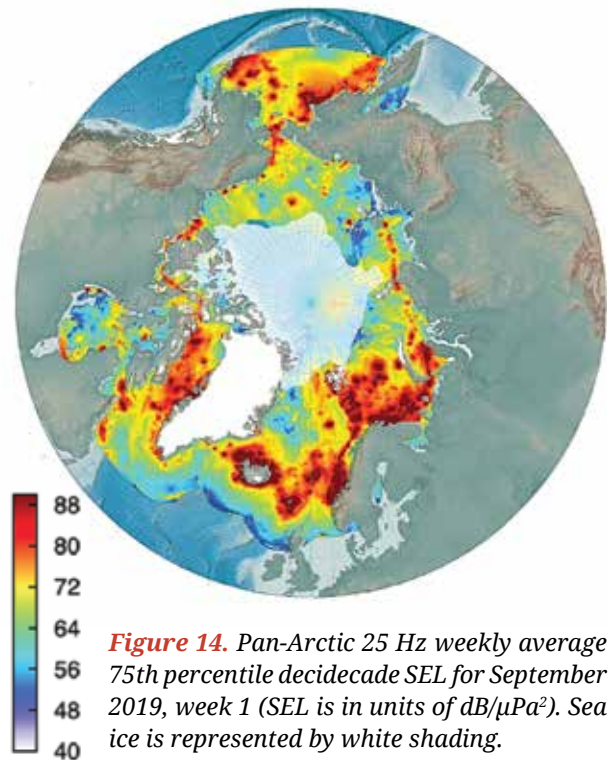 88
80
72
64
56
48
40
Figure 14. Pan-Arctic 25 Hz weekly average
75th percentile decidecade SEL for September
2019, week 1 (SEL is in units of dB/µPa²). Sea
ice is represented by white shading.